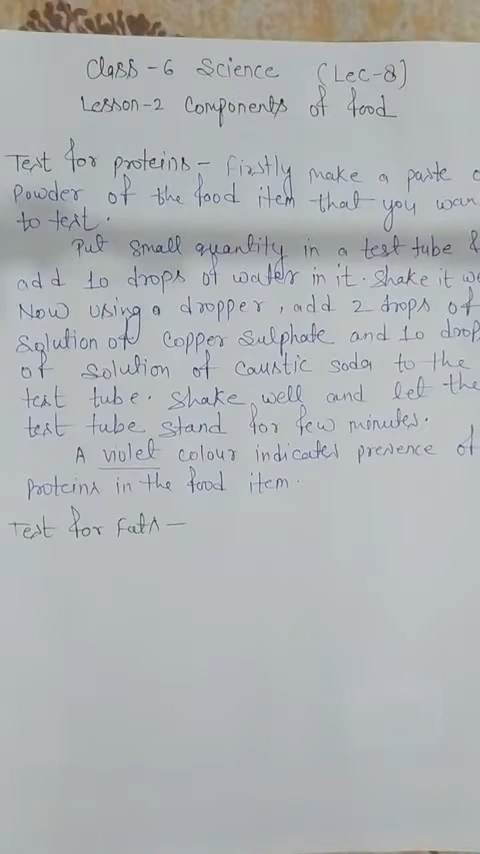 Class-6 Science (Lec-8)
Lesson-2 Components of food
Test for proteins - Firstly make a paste o
powder of the food item that you wan
to test.
Put small quantity in a test tube &
add 10 drops of water in it. Shake it we
Now using a dropper, add 2 drops of
solution of copper sulphate and 10 drop
of solution of caustic soda to the
test tube. Shake well and let the
test tube stand for few minutes.
A violet colour indicates presence of
proteins in the food item.
Test for Fats -